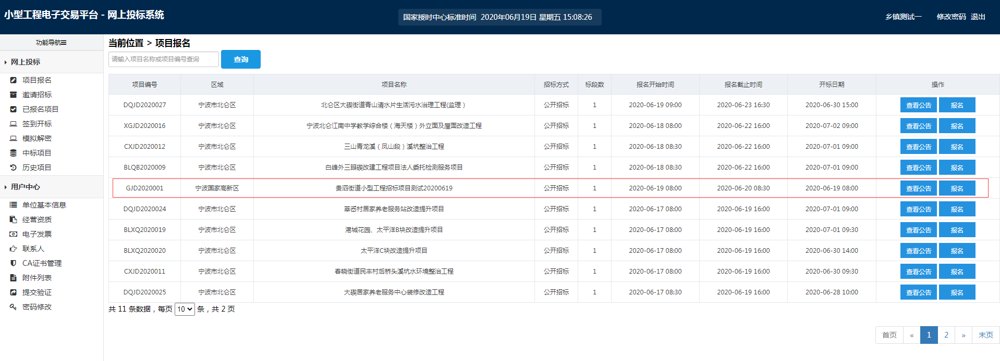 小型工程电子交易平台 - 网上投标系统
国家授时中心标准时间 2020年06月19日 星期五 15:08:26
乡镇测试一 修改密码 退出
功能导航
网上投标
项目报名
邀请招标
已报名项目
签到开标
模拟解密
中标项目
历史项目
用户中心
单位基本信息
经营资质
电子发票
联系人
CA证书管理
附件列表
提交验证
密码修改
当前位置 > 项目报名
请输入项目名称或项目编号查询 查询
项目编号 区域 项目名称 招标方式 标段数 报名开始时间 报名截止时间 开标日期 操作
DQJD2020027 宁波市北仑区 北仑区大碶街道青山清水片生活污水治理工程(监理） 公开招标 1 2020-06-19 09:00 2020-06-23 16:30 2020-06-30 15:00 查看公告 报名
XGJD2020016 宁波市北仑区 宁波北仑江南中学教学综合楼（海天楼）外立面及屋面改造工程 公开招标 1 2020-06-18 08:00 2020-06-22 16:00 2020-07-02 09:00 查看公告 报名
CXJD2020012 宁波市北仑区 三山青龙溪（凤山段）溪坑整治工程 公开招标 1 2020-06-18 08:30 2020-06-22 16:00 2020-07-01 09:00 查看公告 报名
BLQB2020009 宁波市北仑区 白峰外三眼碶改建工程项目法人委托检测服务项目 公开招标 1 2020-06-18 08:30 2020-06-22 16:00 2020-07-01 09:00 查看公告 报名
GJD2020001 宁波国家高新区 贵泗街道小型工程招标项目测试20200619 公开招标 1 2020-06-19 08:00 2020-06-20 08:30 2020-06-19 08:00 查看公告 报名
DQJD2020024 宁波市北仑区 莘岙村居家养老服务站改造提升项目 公开招标 1 2020-06-17 08:00 2020-06-19 16:00 2020-07-01 09:00 查看公告 报名
BLXQ2020019 宁波市北仑区 港城花园、太平洋B块改造提升项目 公开招标 1 2020-06-17 08:00 2020-06-19 16:00 2020-07-01 09:30 查看公告 报名
BLXQ2020020 宁波市北仑区 太平洋C块改造提升项目 公开招标 1 2020-06-17 08:00 2020-06-19 16:00 2020-06-30 14:00 查看公告 报名
CXJD2020011 宁波市北仑区 春晓街道民丰村后桥头溪坑水环境整治工程 公开招标 1 2020-06-17 08:00 2020-06-19 16:00 2020-06-30 09:30 查看公告 报名
DQJD2020025 宁波市北仑区 大碶居家养老服务中心装修改造工程 公开招标 1 2020-06-17 08:30 2020-06-19 16:00 2020-06-28 10:00 查看公告 报名
共 11 条数据，每页 10 条，共 2 页
首页 « 1 2 » 末页